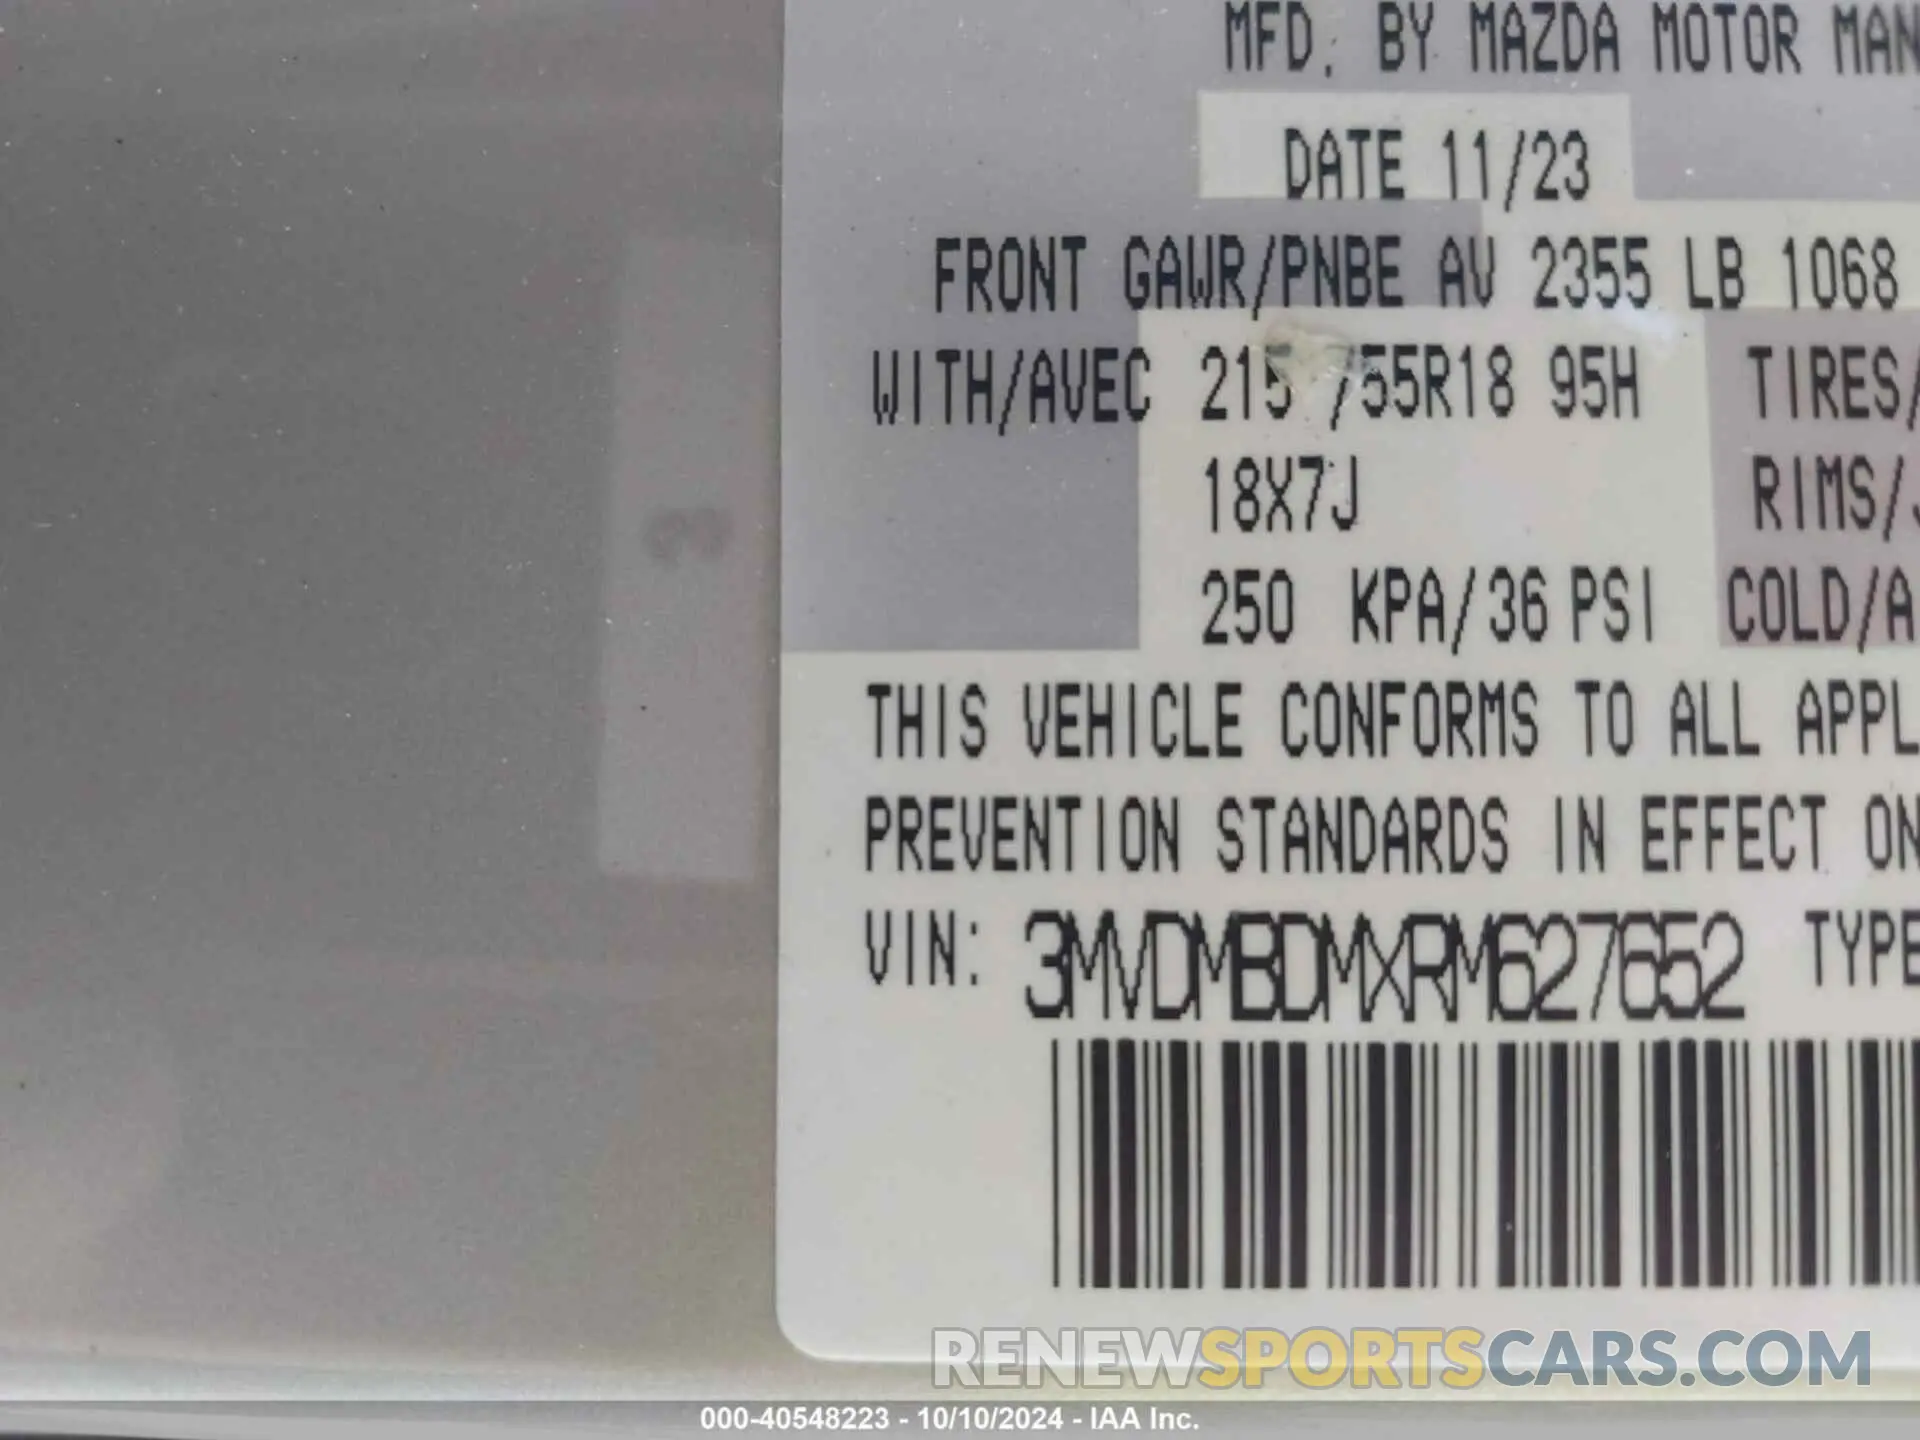 MFD. BY MAZDA MOTOR MAN
DATE 11/23
FRONT GAWR/PNBE AV 2355 LB 1068
WITH/AVEC 215 /55R18 95H TIRES/
18X7J RIMS/J
250 KPA/36 PSI COLD/A
THIS VEHICLE CONFORMS TO ALL APPL
PREVENTION STANDARDS IN EFFECT ON
VIN: 3MVDMBDMXRM627652 TYPE
RENEWSPORTSCARS.COM
000-40548223 - 10/10/2024 - IAA Inc.